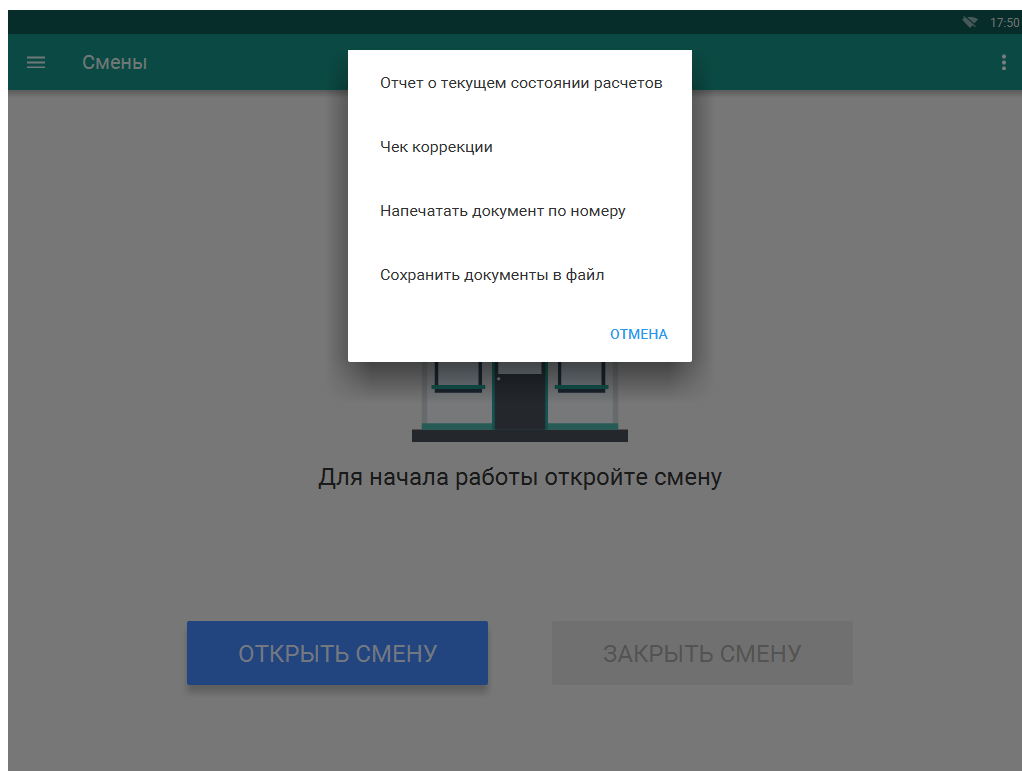 17:50
Смены
Отчет о текущем состоянии расчетов
Чек коррекции
Напечатать документ по номеру
Сохранить документы в файл
ОТМЕНА
Для начала работы откройте смену
ОТКРЫТЬ СМЕНУ
ЗАКРЫТЬ СМЕНУ